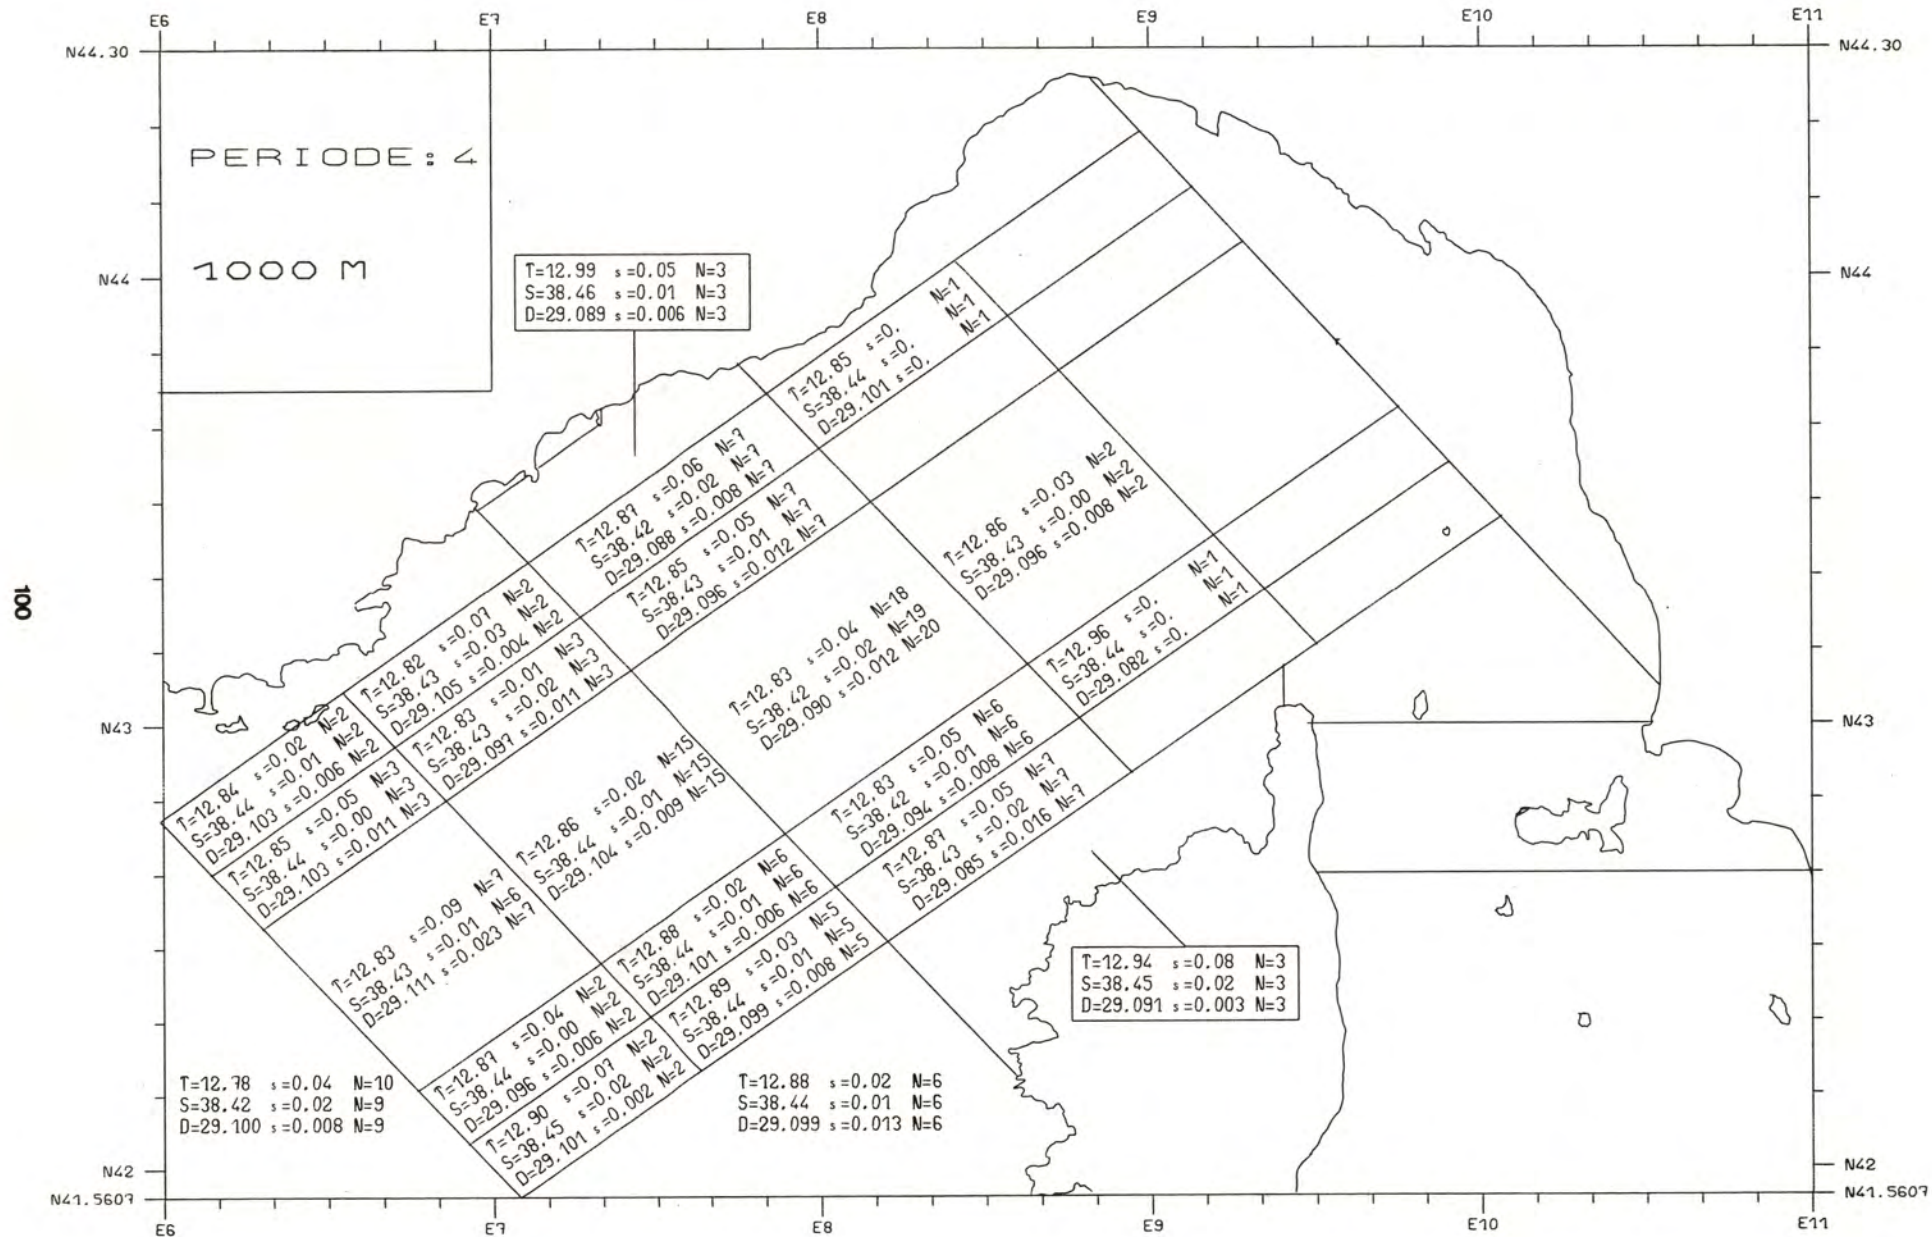 E6 E7 E8 E9 E10 E11
N44.30 N44.30
PERIODE: 4
1000 M
T=12.99 s=0.05 N=3
S=38.46 s=0.01 N=3
D=29.089 s=0.006 N=3
N44 N44
T=12.85 s=0. N=1
S=38.44 s=0. N=1
D=29.101 s=0. N=1
T=12.87 s=0.06 N=7
S=38.42 s=0.02 N=7
D=29.088 s=0.008 N=7
T=12.85 s=0.05 N=7
S=38.43 s=0.01 N=7
D=29.096 s=0.012 N=7
T=12.86 s=0.03 N=2
S=38.43 s=0.00 N=2
D=29.096 s=0.008 N=2
100
T=12.82 s=0.07 N=2
S=38.43 s=0.03 N=2
D=29.105 s=0.004 N=2
T=12.83 s=0.01 N=3
S=38.43 s=0.02 N=3
D=29.097 s=0.011 N=3
T=12.83 s=0.04 N=18
S=38.42 s=0.02 N=19
D=29.090 s=0.012 N=20
T=12.96 s=0. N=1
S=38.44 s=0. N=1
D=29.082 s=0. N=1
N43 N43
T=12.84 s=0.02 N=2
S=38.44 s=0.01 N=2
D=29.103 s=0.006 N=2
T=12.85 s=0.05 N=3
S=38.44 s=0.00 N=3
D=29.103 s=0.011 N=3
T=12.86 s=0.02 N=15
S=38.44 s=0.01 N=15
D=29.104 s=0.009 N=15
T=12.83 s=0.05 N=6
S=38.42 s=0.01 N=6
D=29.094 s=0.008 N=6
T=12.87 s=0.05 N=7
S=38.43 s=0.02 N=7
D=29.085 s=0.016 N=7
T=12.83 s=0.09 N=7
S=38.43 s=0.01 N=6
D=29.111 s=0.023 N=7
T=12.88 s=0.02 N=6
S=38.44 s=0.01 N=6
D=29.101 s=0.006 N=6
T=12.89 s=0.03 N=5
S=38.44 s=0.01 N=5
D=29.099 s=0.008 N=5
T=12.94 s=0.08 N=3
S=38.45 s=0.02 N=3
D=29.091 s=0.003 N=3
T=12.87 s=0.04 N=2
S=38.44 s=0.00 N=2
D=29.096 s=0.006 N=2
T=12.90 s=0.07 N=2
S=38.45 s=0.02 N=2
D=29.101 s=0.002 N=2
T=12.78 s=0.04 N=10
S=38.42 s=0.02 N=9
D=29.100 s=0.008 N=9
T=12.88 s=0.02 N=6
S=38.44 s=0.01 N=6
D=29.099 s=0.013 N=6
N42 N42
N41.5607 N41.5607
E6 E7 E8 E9 E10 E11